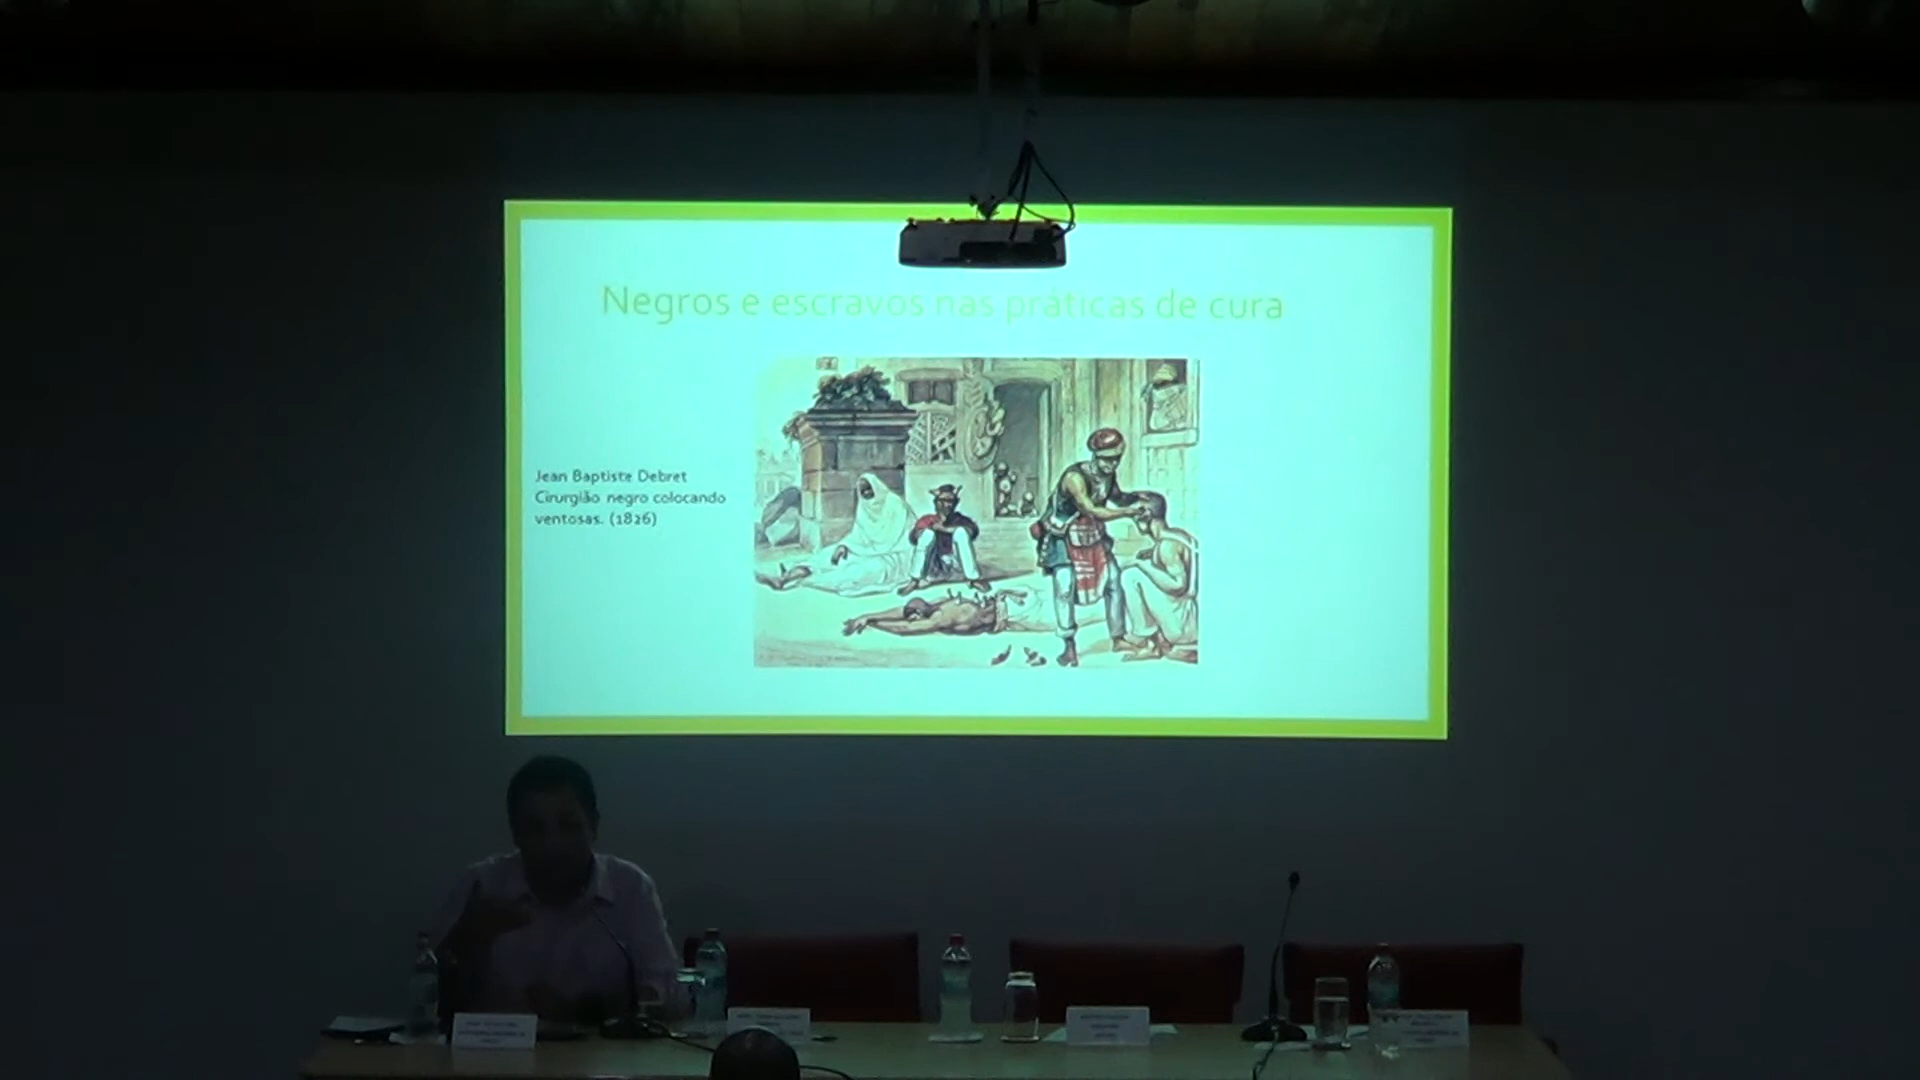 Negros e escravos nas práticas de cura
Jean Baptiste Debret
Cirurgião negro colocando
ventosas. (1826)